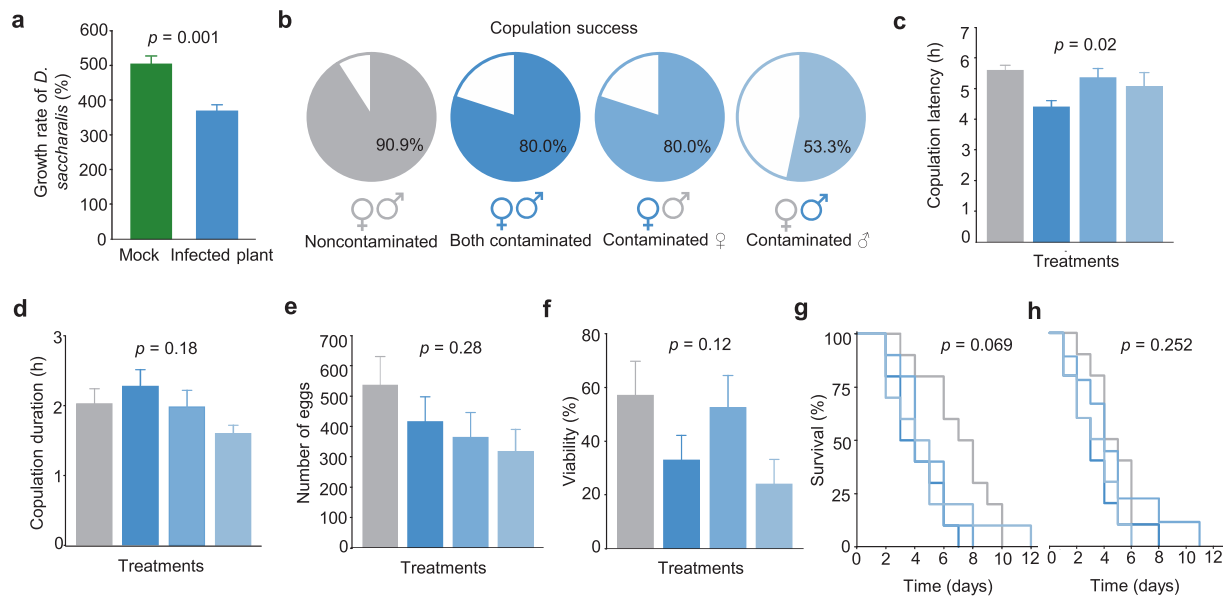 a
600
500
400
300
200
100
0
Growth rate of D.
saccharalis (%)
p = 0.001
Mock
Infected plant
b
Copulation success
90.9%
80.0%
80.0%
53.3%
♀♂
♀♂
♀♂
♀♂
Noncontaminated
Both contaminated
Contaminated ♀
Contaminated ♂
c
7
6
5
4
3
2
1
0
Copulation latency (h)
p = 0.02
Treatments
d
3
2
1
0
Copulation duration (h)
p = 0.18
Treatments
e
700
600
500
400
300
400
300
0
Number of eggs
p = 0.28
Treatments
f
80
60
40
20
0
Viability (%)
p = 0.12
Treatments
g
100
75
50
25
0
Survival (%)
p = 0.069
0 2 4 6 8 10 12
Time (days)
h
p = 0.252
0 2 4 6 8 10 12
Time (days)